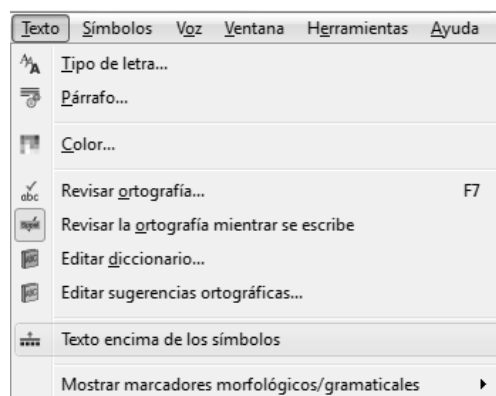 Texto Símbolos Voz Ventana Herramientas Ayuda
Tipo de letra...
Párrafo...
Color...
Revisar ortografía... F7
Revisar la ortografía mientrar se escribe
Editar diccionario...
Editar sugerencias ortográficas...
Texto encima de los símbolos
Mostrar marcadores morfológicos/gramaticales